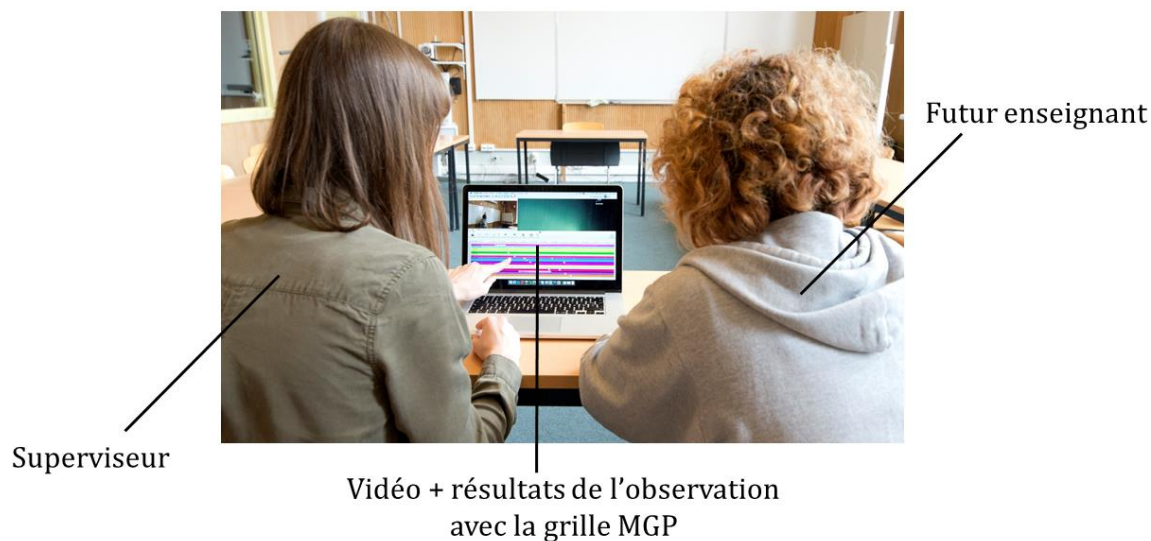 Futur enseignant
Superviseur
Vidéo + résultats de l’observation
avec la grille MGP